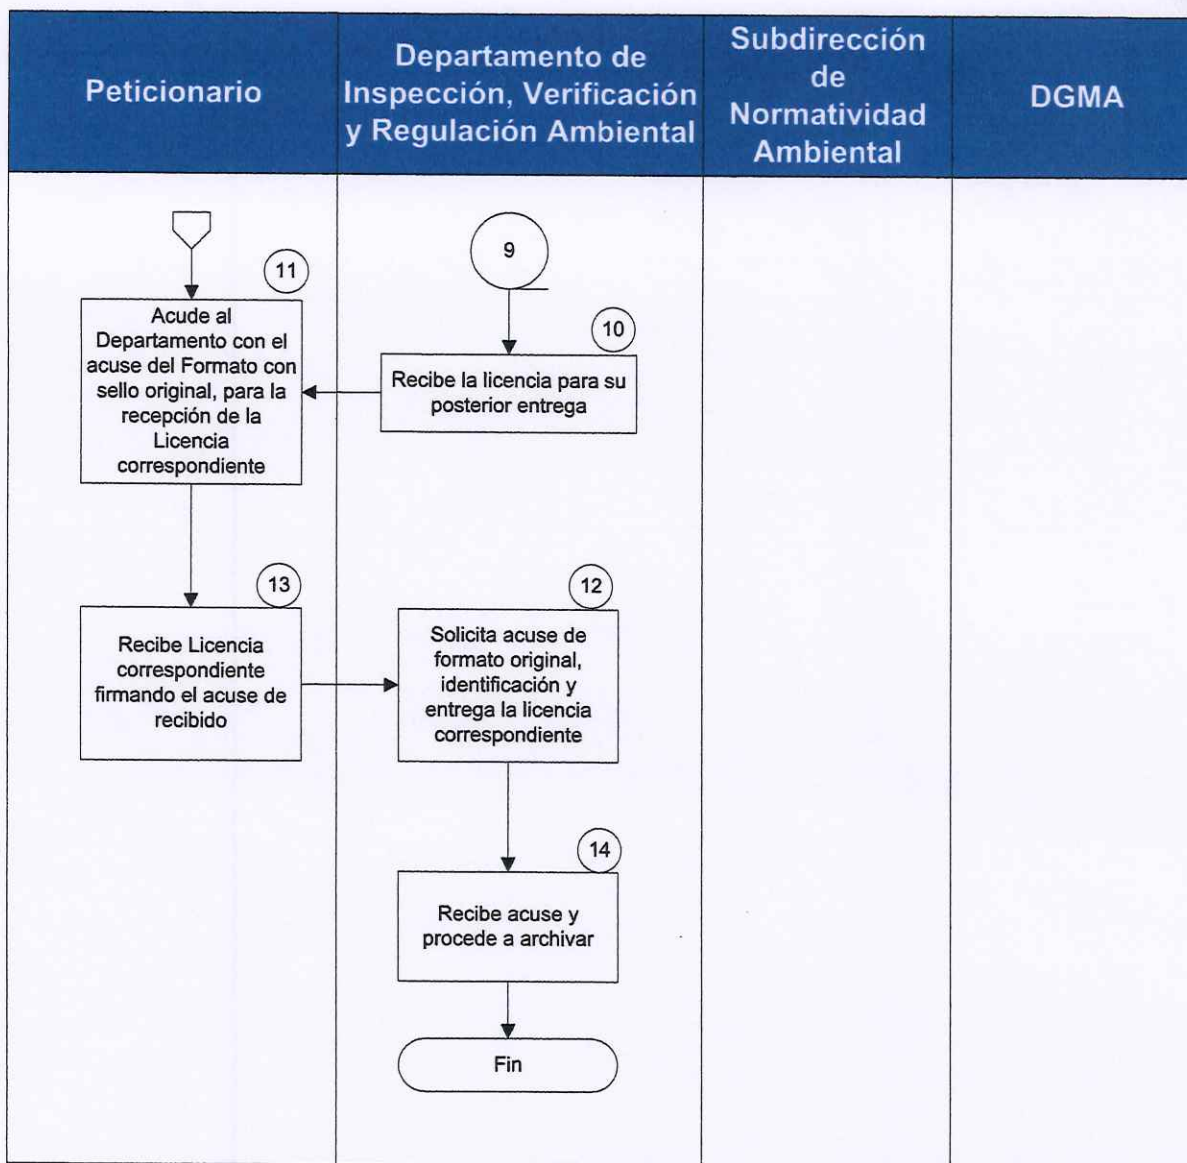 Peticionario
Departamento de
Inspección, Verificación
y Regulación Ambiental
Subdirección
de
Normatividad
Ambiental
DGMA
9
11
Acude al
Departamento con el
acuse del Formato con
sello original, para la
recepción de la
Licencia
correspondiente
10
Recibe la licencia para su
posterior entrega
13
Recibe Licencia
correspondiente
firmando el acuse de
recibido
12
Solicita acuse de
formato original,
identificación y
entrega la licencia
correspondiente
14
Recibe acuse y
procede a archivar
Fin